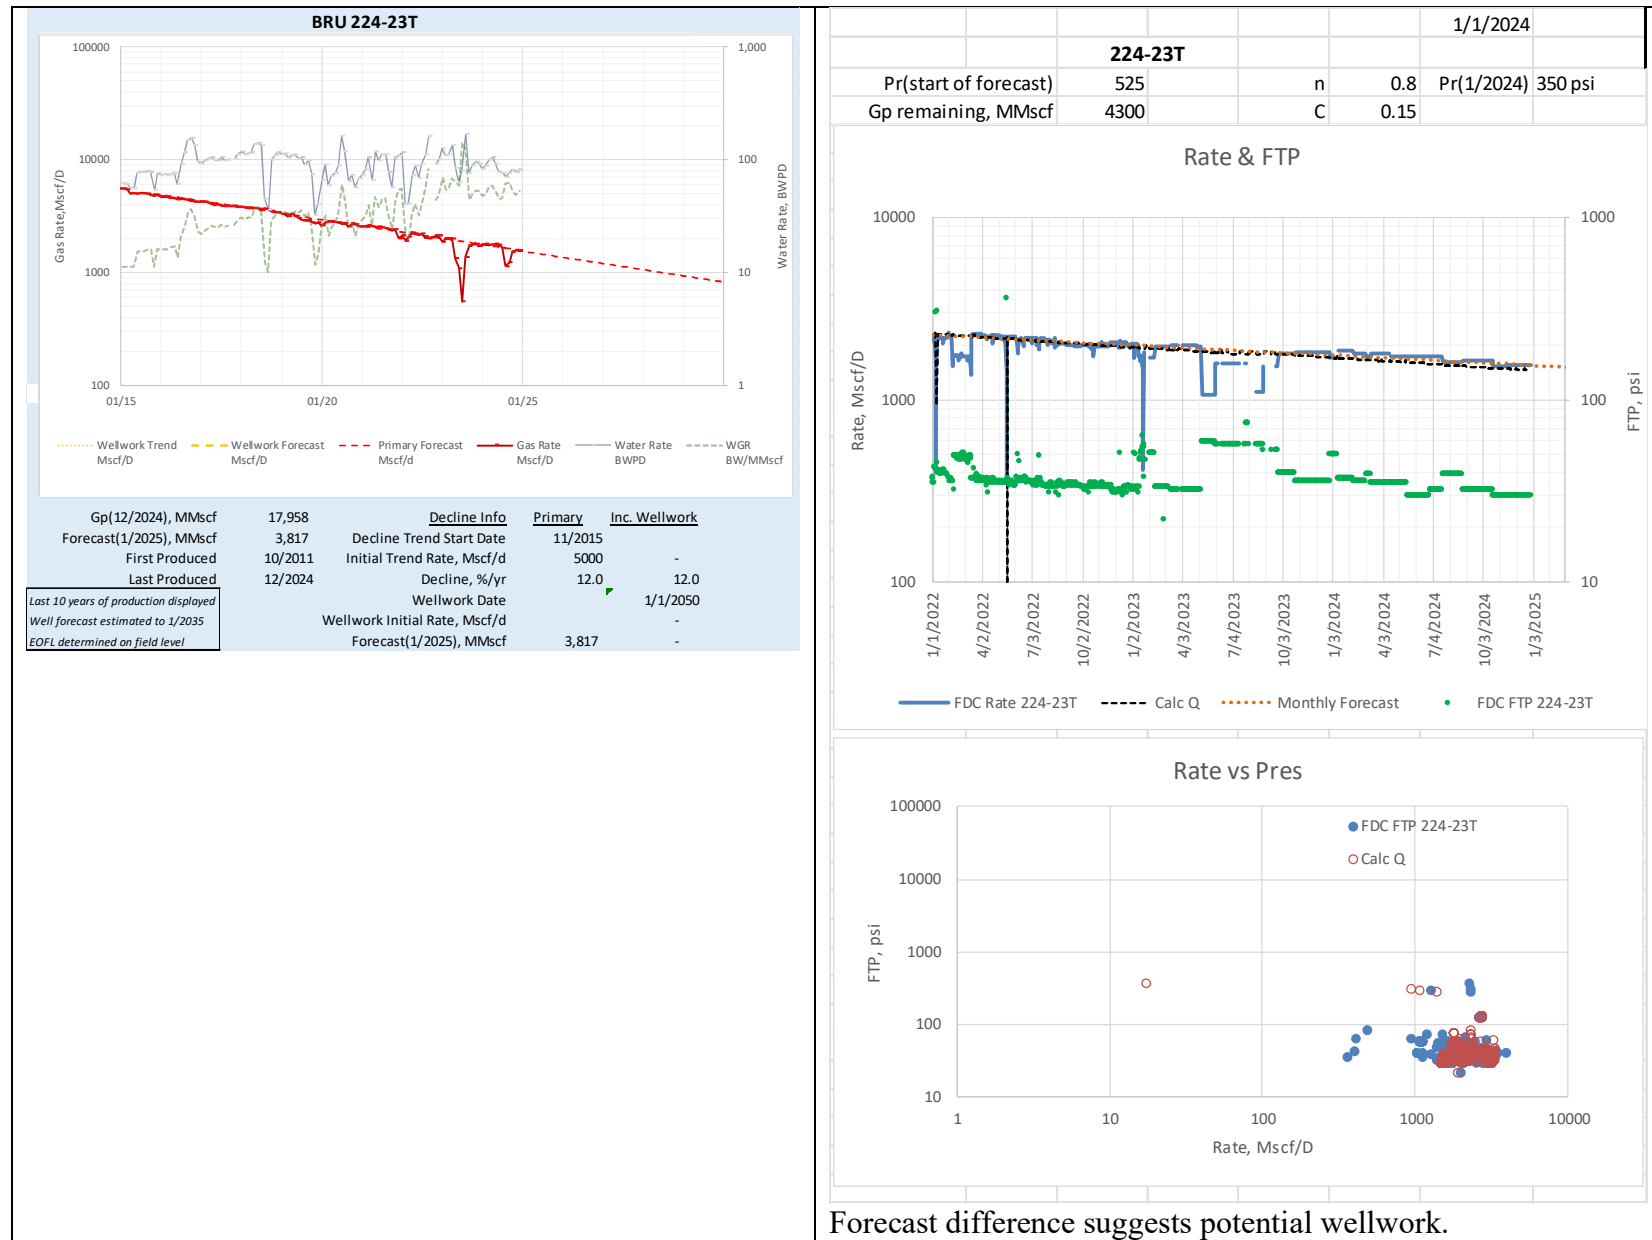 BRU 224-23T
100000
10000
1000
100
1,000
100
10
1
Gas Rate,Mscf/D
Water Rate, BWPD
01/15
01/20
01/25
Wellwork Trend Mscf/D
Wellwork Forecast Mscf/D
Primary Forecast Mscf/d
Gas Rate Mscf/D
Water Rate BWPD
WGR BW/MMscf
Gp(12/2024), MMscf 17,958 Decline Info Primary Inc. Wellwork
Forecast(1/2025), MMscf 3,817 Decline Trend Start Date 11/2015
First Produced 10/2011 Initial Trend Rate, Mscf/d 5000 -
Last Produced 12/2024 Decline, %/yr 12.0 12.0
Last 10 years of production displayed Wellwork Date 1/1/2050
Well forecast estimated to 1/2035 Wellwork Initial Rate, Mscf/d -
EOFL determined on field level Forecast(1/2025), MMscf 3,817 -
1/1/2024
224-23T
Pr(start of forecast) 525 n 0.8 Pr(1/2024) 350 psi
Gp remaining, MMscf 4300 C 0.15
Rate & FTP
10000
1000
100
1000
100
10
Rate, Mscf/D
FTP, psi
1/1/2022
4/2/2022
7/3/2022
10/2/2022
1/2/2023
4/3/2023
7/4/2023
10/3/2023
1/3/2024
4/3/2024
7/4/2024
10/3/2024
1/3/2025
FDC Rate 224-23T Calc Q Monthly Forecast FDC FTP 224-23T
Rate vs Pres
100000
10000
1000
100
10
FTP, psi
FDC FTP 224-23T
Calc Q
1 10 100 1000 10000
Rate, Mscf/D
Forecast difference suggests potential wellwork.